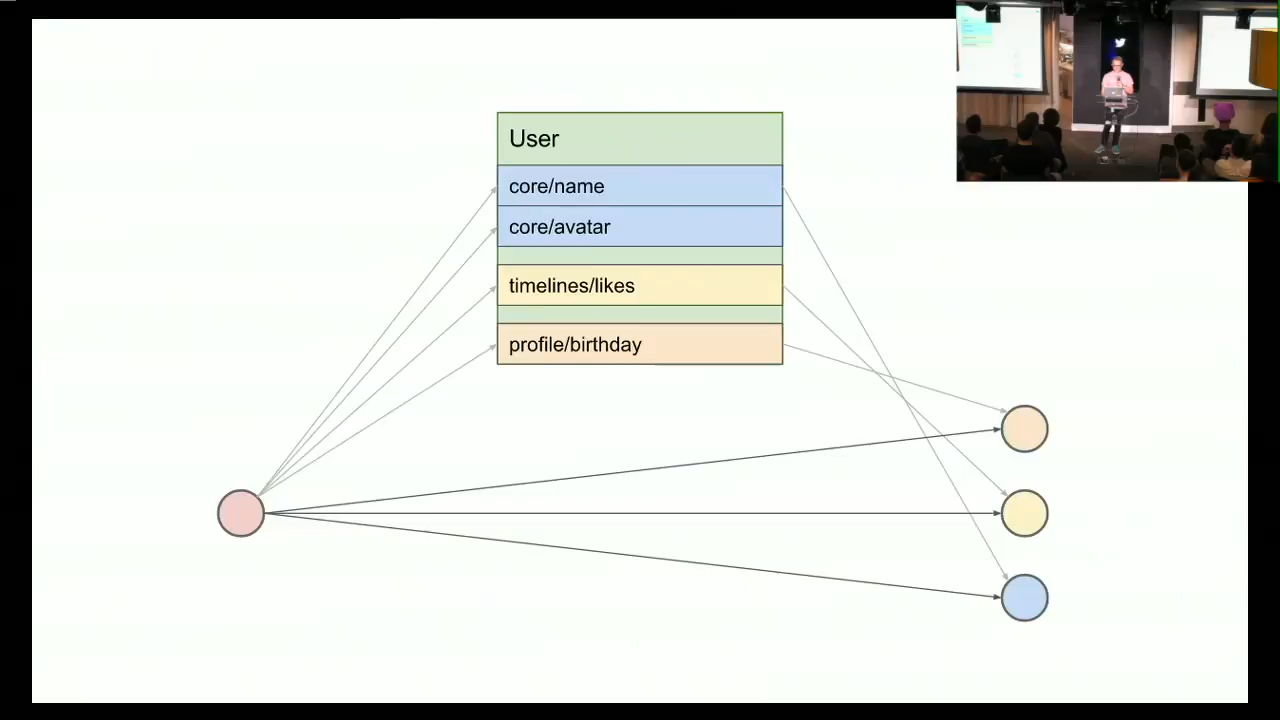 User
core/name
core/avatar
timelines/likes
profile/birthday